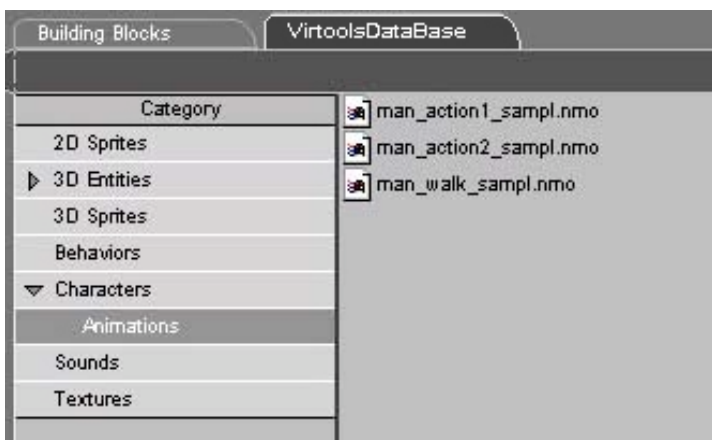 Building Blocks
VirtoolsDataBase
Category
2D Sprites
3D Entities
3D Sprites
Behaviors
Characters
Animations
Sounds
Textures
man_action1_sampl.nmo
man_action2_sampl.nmo
man_walk_sampl.nmo